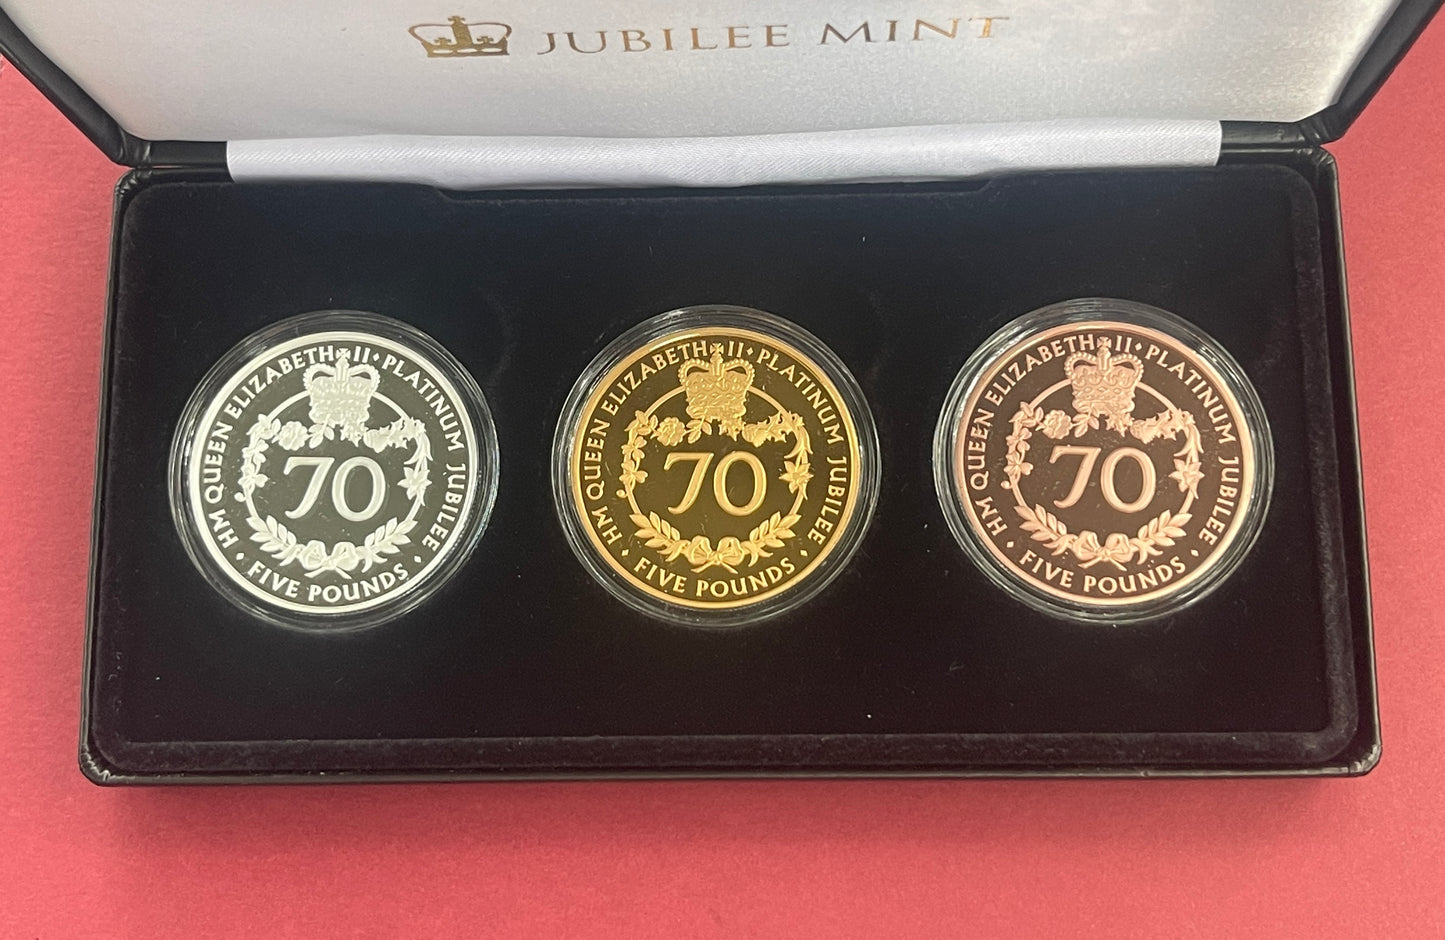 JUBILEE MINT
HM QUEEN ELIZABETH II • PLATINUM JUBILEE
70
• FIVE POUNDS •
HM QUEEN ELIZABETH II • PLATINUM JUBILEE
70
• FIVE POUNDS •
HM QUEEN ELIZABETH II • PLATINUM JUBILEE
70
• FIVE POUNDS •